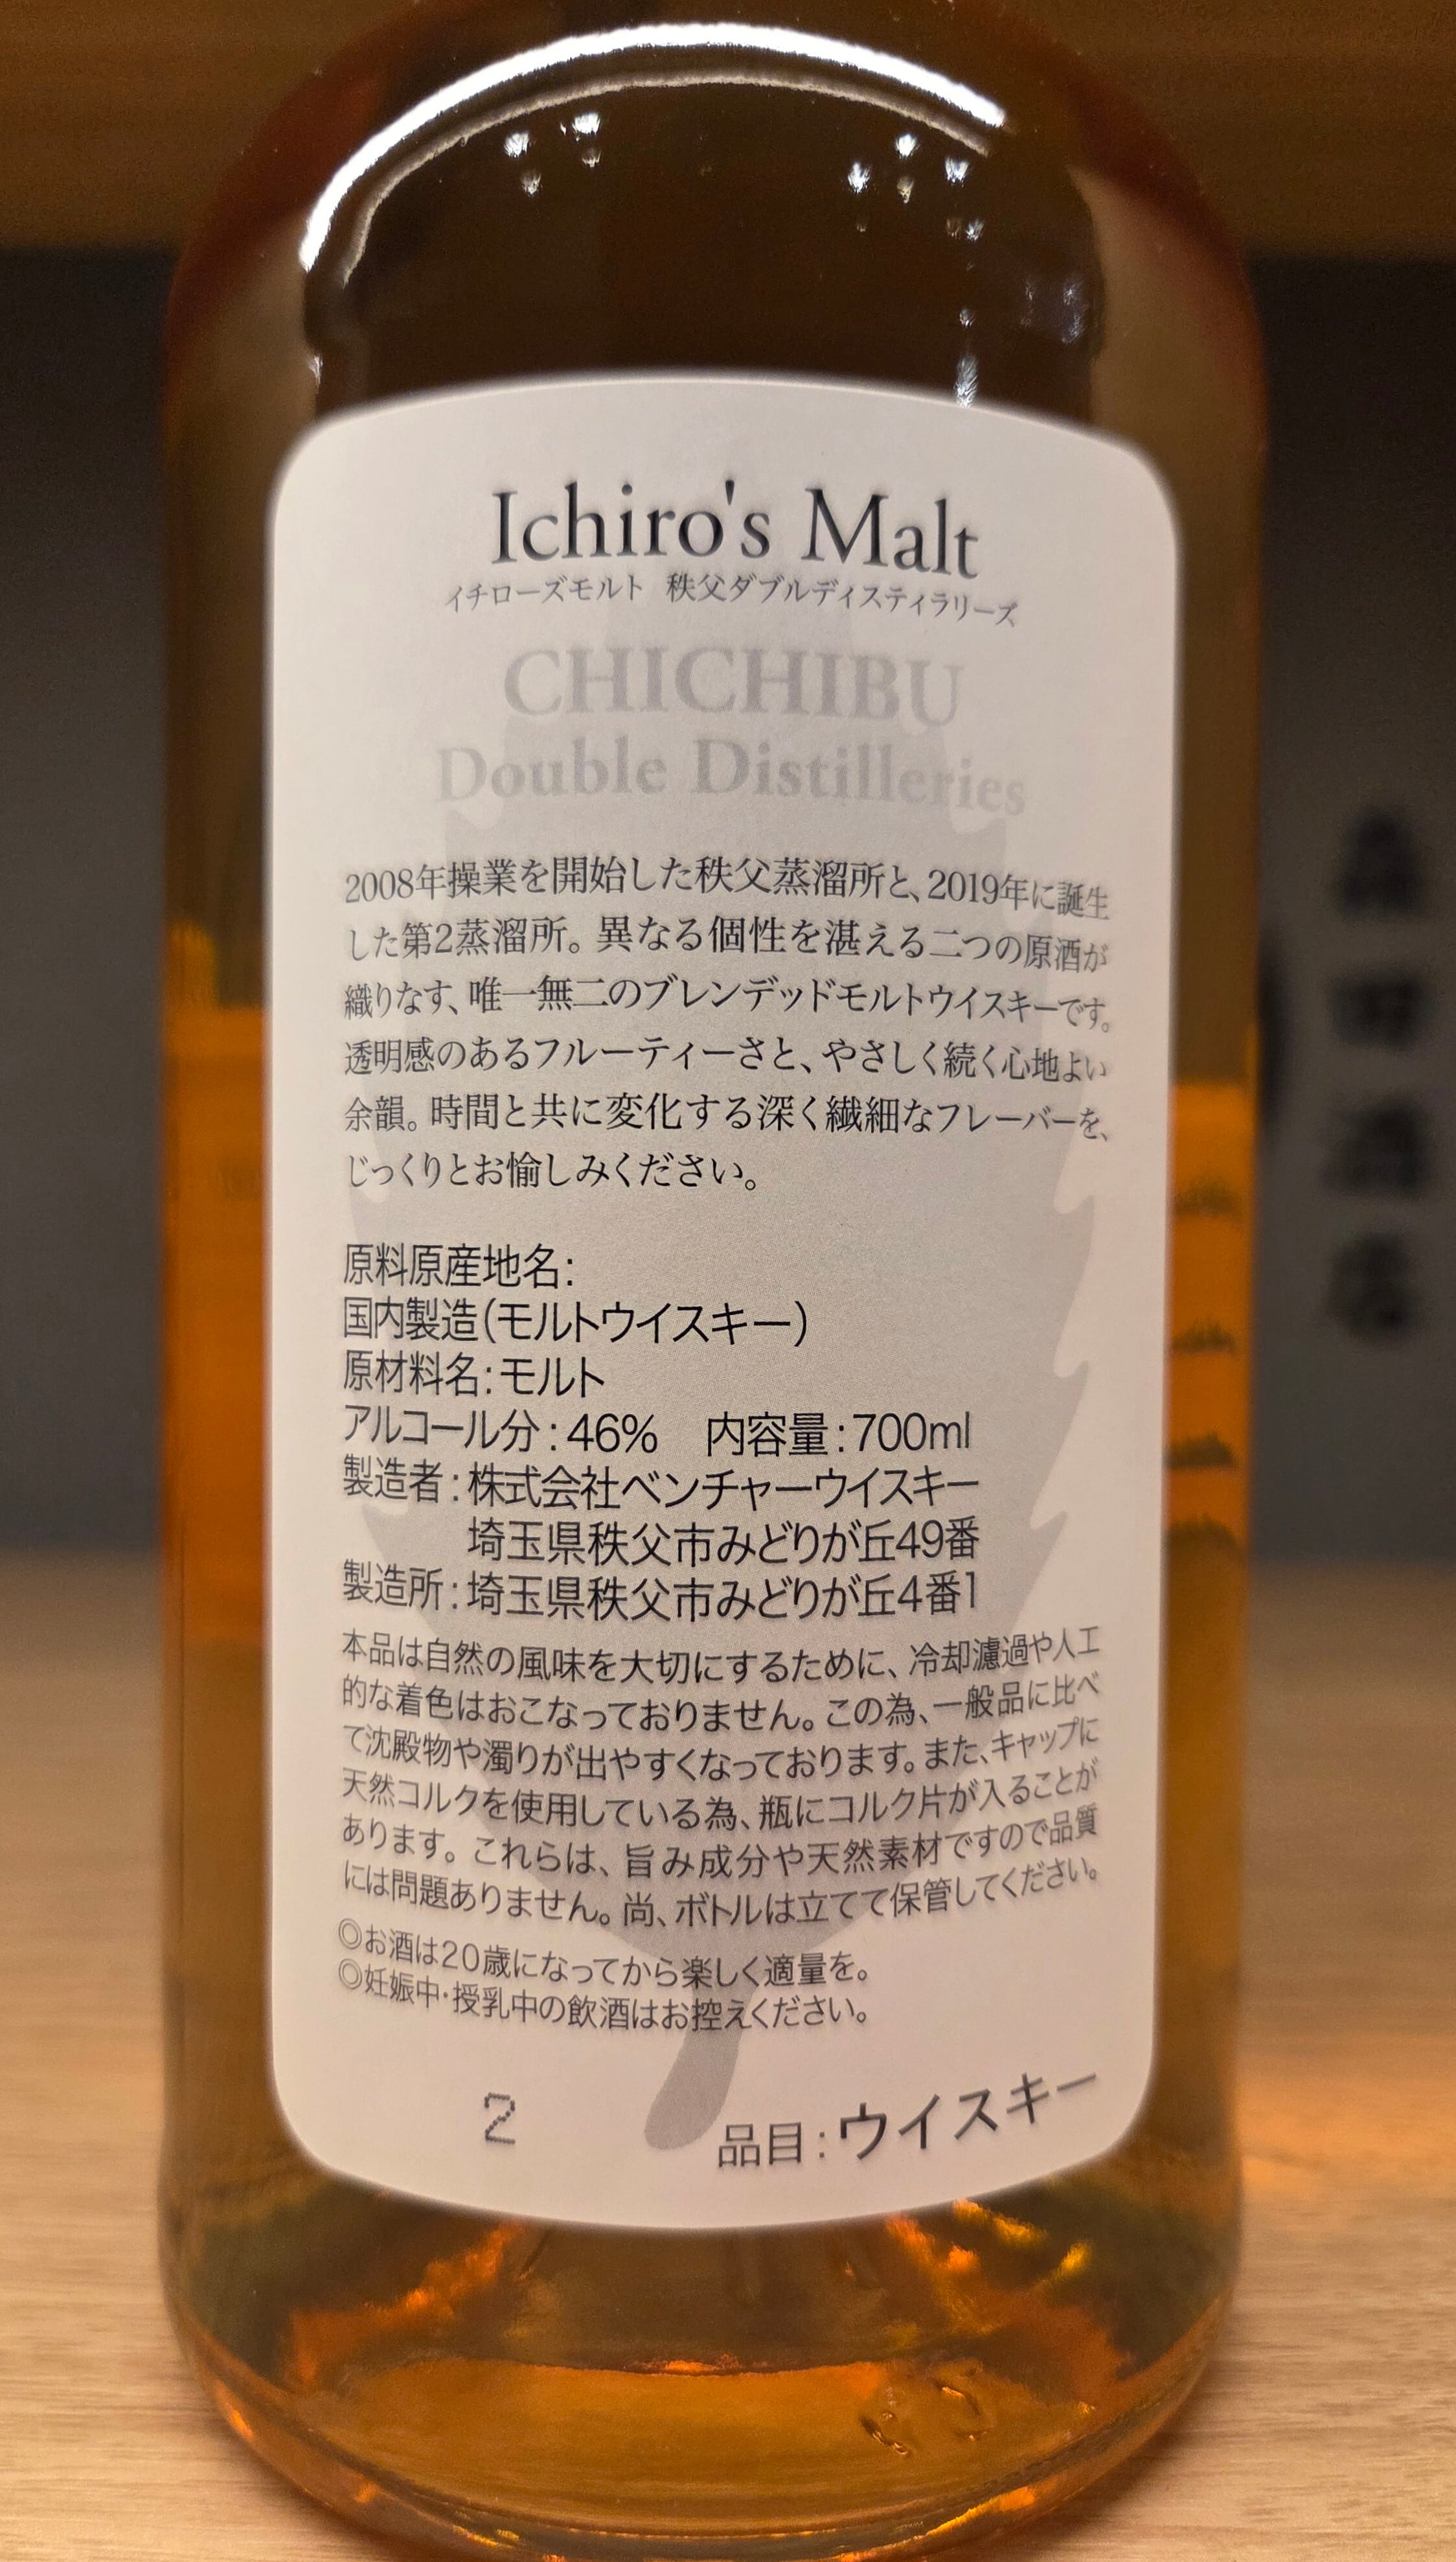 Ichiro's Malt
イチローズモルト 秩父ダブルディスティラリーズ
CHICHIBU
Double Distilleries
2008年操業を開始した秩父蒸溜所と、2019年に誕生
した第2蒸溜所。異なる個性を湛える二つの原酒が
織りなす、唯一無二のブレンデッドモルトウイスキーです。
透明感のあるフルーティーさと、やさしく続く心地よい
余韻。時間と共に変化する深く繊細なフレーバーを、
じっくりとお愉しみください。
原料原産地名:
国内製造(モルトウイスキー)
原材料名:モルト
アルコール分:46% 内容量:700ml
製造者:株式会社ベンチャーウイスキー
埼玉県秩父市みどりが丘49番
製造所:埼玉県秩父市みどりが丘4番1
本品は自然の風味を大切にするために、冷却濾過や人工
的な着色はおこなっておりません。この為、一般品に比べ
て沈殿物や濁りが出やすくなっております。また、キャップに
天然コルクを使用している為、瓶にコルク片が入ることが
あります。これらは、旨み成分や天然素材ですので品質
には問題ありません。尚、ボトルは立てて保管してください。
◎お酒は20歳になってから楽しく適量を。
◎妊娠中・授乳中の飲酒はお控えください。
2
品目:ウイスキー